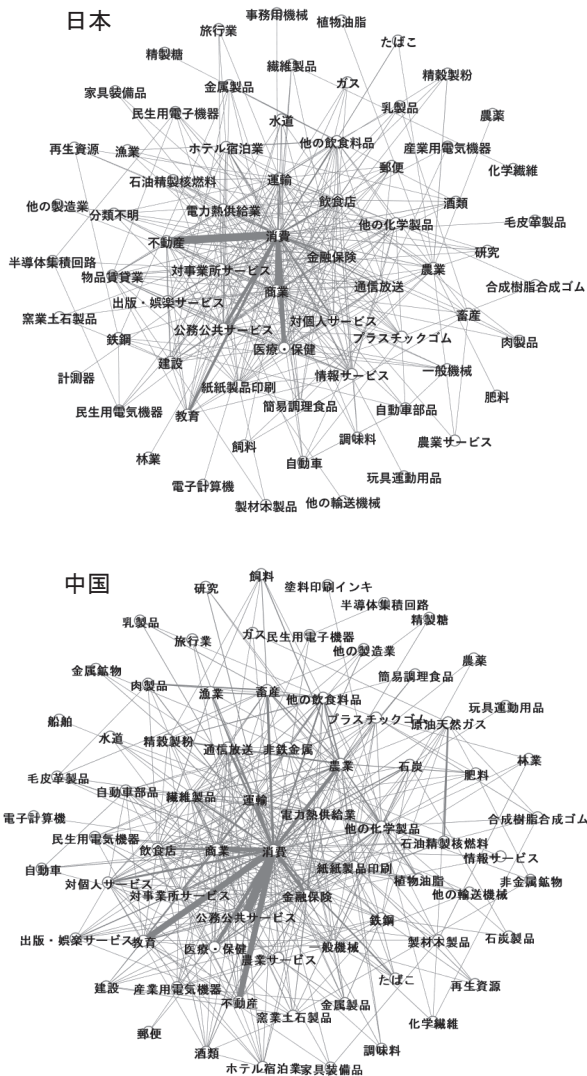 日本
事務用機械
旅行業
植物油脂
たばこ
精製糖
繊維製品
精穀製粉
金属製品
ガス
家具装備品
民生用電子機器
乳製品
農薬
水道
他の飲食料品
再生資源
漁業
ホテル宿泊業
産業用電気機器
郵便
化学繊維
石油精製核燃料
運輸
他の製造業
飲食店
酒類
分類不明
電力熱供給業
他の化学製品
毛皮革製品
不動産
消費
研究
金融保険
半導体集積回路
対事業所サービス
農業
物品賃貸業
商業
通信放送
合成樹脂合成ゴム
出版・娯楽サービス
畜産
窯業土石製品
公務公共サービス
対個人サービス
鉄鋼
プラスチックゴム
肉製品
医療・保健
建設
計測器
情報サービス
一般機械
紙紙製品印刷
肥料
民生用電気機器
教育
簡易調理食品
自動車部品
飼料
調味料
農業サービス
林業
自動車
玩具運動用品
電子計算機
製材木製品
他の輸送機械
中国
飼料
研究
塗料印刷インキ
半導体集積回路
乳製品
精製糖
旅行業
ガス
民生用電子機器
他の製造業
農薬
金属鉱物
簡易調理食品
肉製品
漁業
畜産
他の飲食料品
玩具運動用品
船舶
プラスチックゴム
原油天然ガス
水道
精穀製粉
通信放送
非鉄金属
林業
農業
石炭
肥料
毛皮革製品
自動車部品
繊維製品
運輸
電子計算機
電力熱供給業
合成樹脂合成ゴム
他の化学製品
民生用電気機器
石油精製核燃料
飲食店
商業
消費
情報サービス
自動車
紙紙製品印刷
対個人サービス
植物油脂
非金属鉱物
対事業所サービス
金融保険
他の輸送機械
公務公共サービス
鉄鋼
出版・娯楽サービス
教育
石炭製品
医療・保健
一般機械
製材木製品
農業サービス
たばこ
建設
産業用電気機器
再生資源
不動産
金属製品
窯業土石製品
化学繊維
郵便
酒類
調味料
ホテル宿泊業
家具装備品